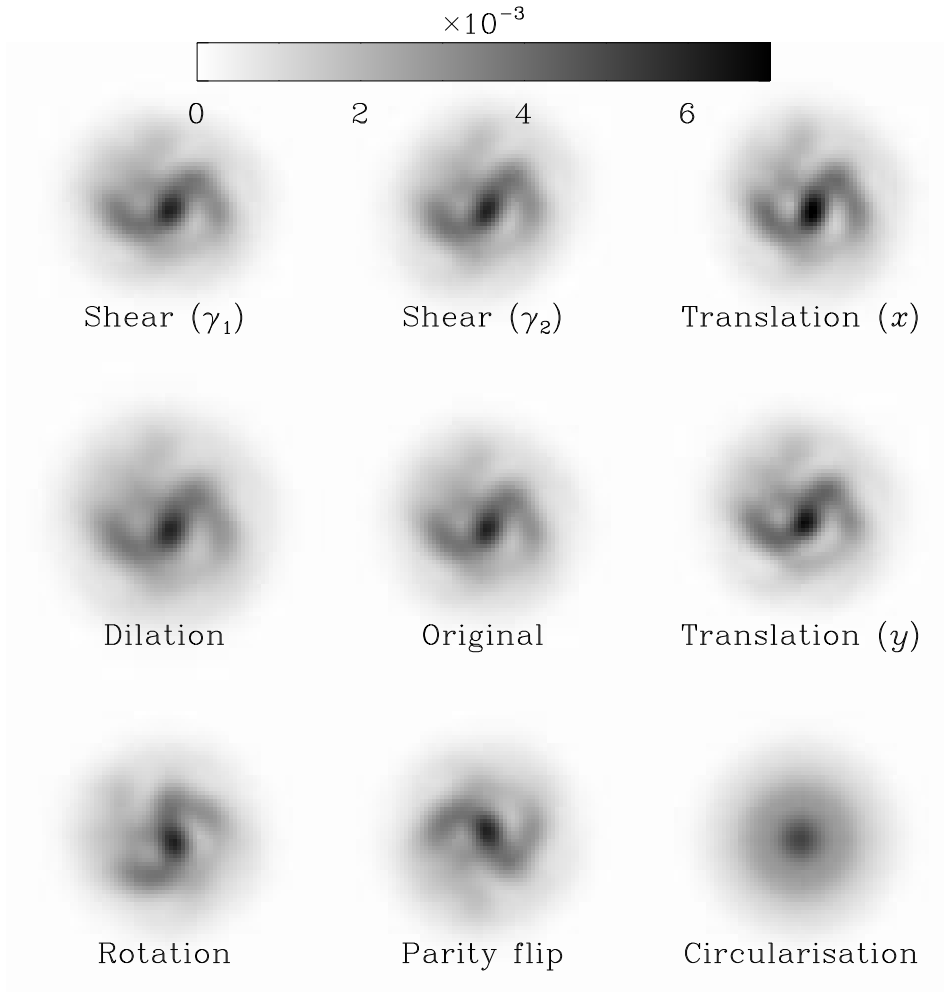 ×10⁻³
0 2 4 6
Shear (γ₁) Shear (γ₂) Translation (x)
Dilation Original Translation (y)
Rotation Parity flip Circularisation